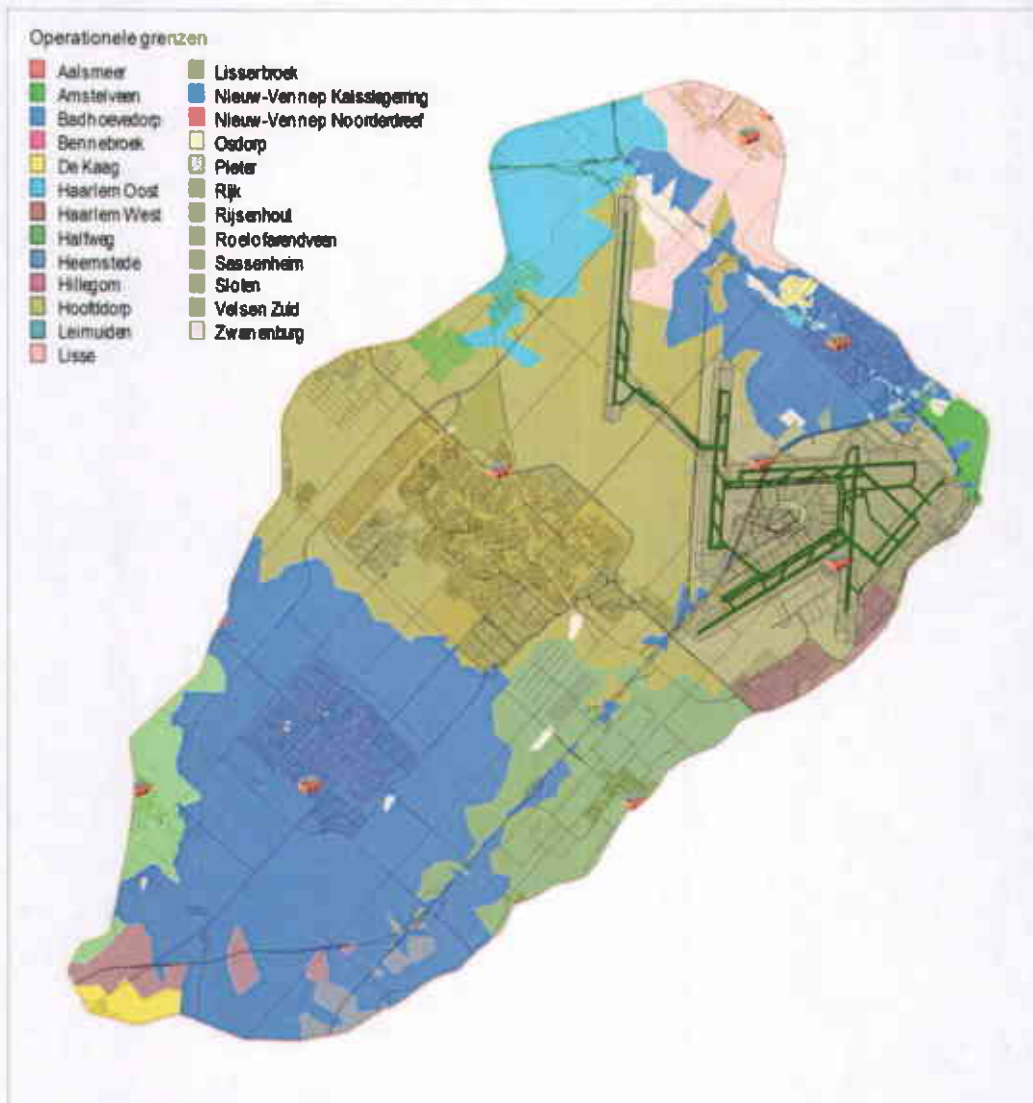 Operationele grenzen
Aalsmeer
Amstelveen
Badhoevedorp
Bennebroek
De Kaag
Haarlem Oost
Haarlem West
Halfweg
Heemstede
Hillegom
Hoofddorp
Leimuiden
Lisse
Lisserbroek
Nieuw-Vennep
Nieuw-Vennep Noorderdreef
Osdorp
Pieter
Rijk
Rijsenhout
Roelofarendveen
Sassenheim
Sloten
Velsen Zuid
Zwanenburg